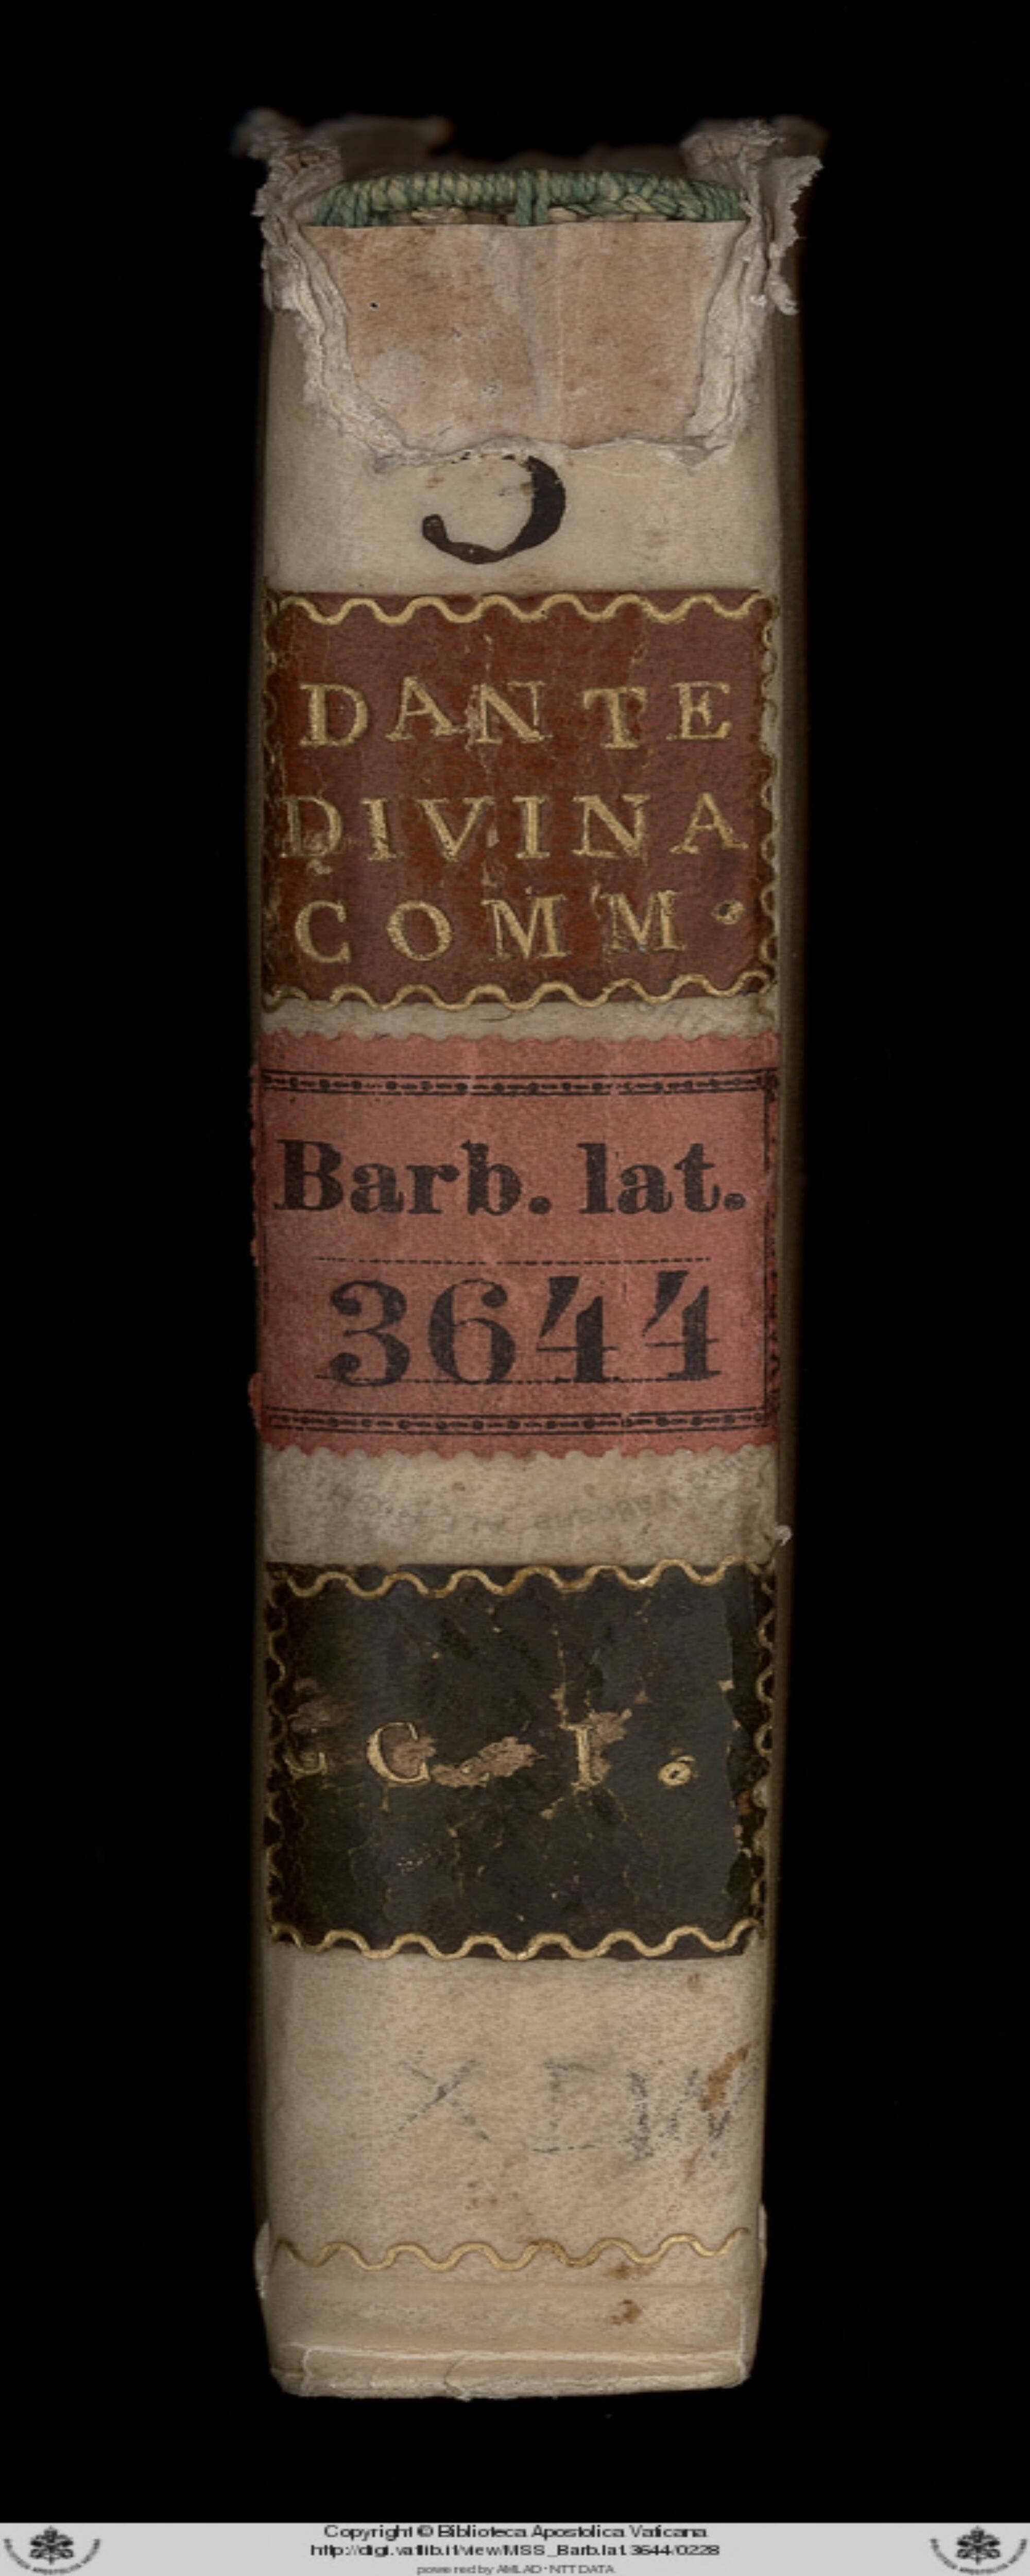 DANTE
DIVINA
COMM.
Barb. lat.
3644
C I .
Copyright © Biblioteca Apostolica Vaticana
http://digi.vatlib.it/view/MSS_Barb.lat.3644/0228
powered by AMLAD • NTT DATA